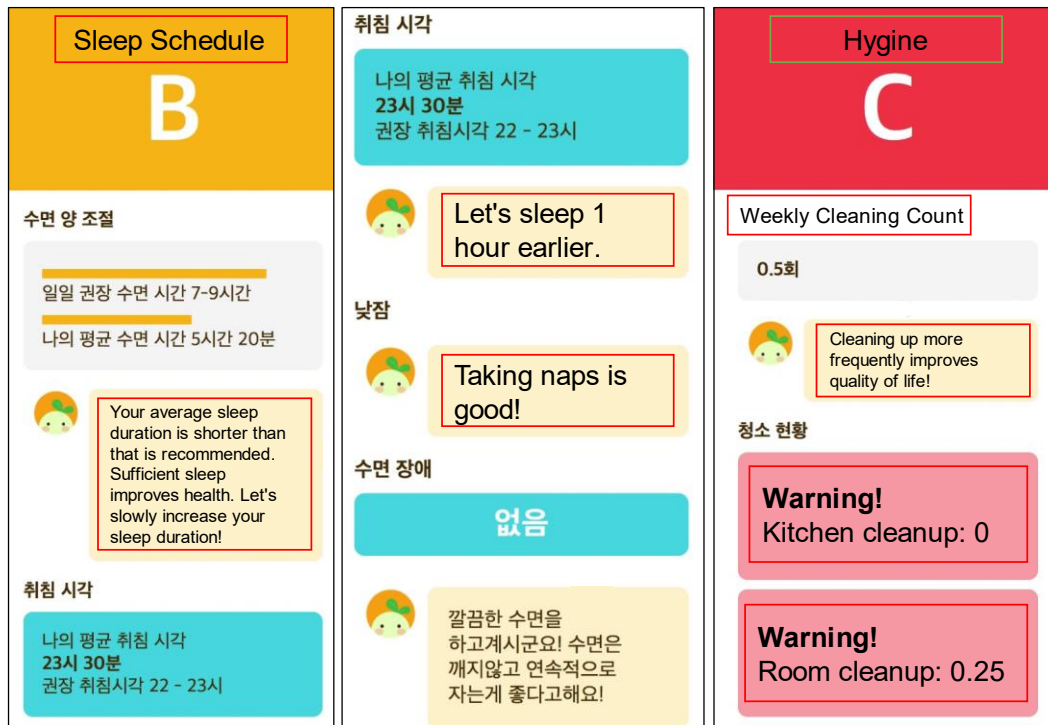 Sleep Schedule
B
수면 양 조절
일일 권장 수면 시간 7-9시간
나의 평균 수면 시간 5시간 20분
Your average sleep
duration is shorter than
that is recommended.
Sufficient sleep
improves health. Let's
slowly increase your
sleep duration!
취침 시각
나의 평균 취침 시각
23시 30분
권장 취침시각 22 - 23시
취침 시각
나의 평균 취침 시각
23시 30분
권장 취침시각 22 - 23시
Let's sleep 1
hour earlier.
낮잠
Taking naps is
good!
수면 장애
없음
깔끔한 수면을
하고계시군요! 수면은
깨지않고 연속적으로
자는게 좋다고해요!
Hygine
C
Weekly Cleaning Count
0.5회
Cleaning up more
frequently improves
quality of life!
청소 현황
Warning!
Kitchen cleanup: 0
Warning!
Room cleanup: 0.25